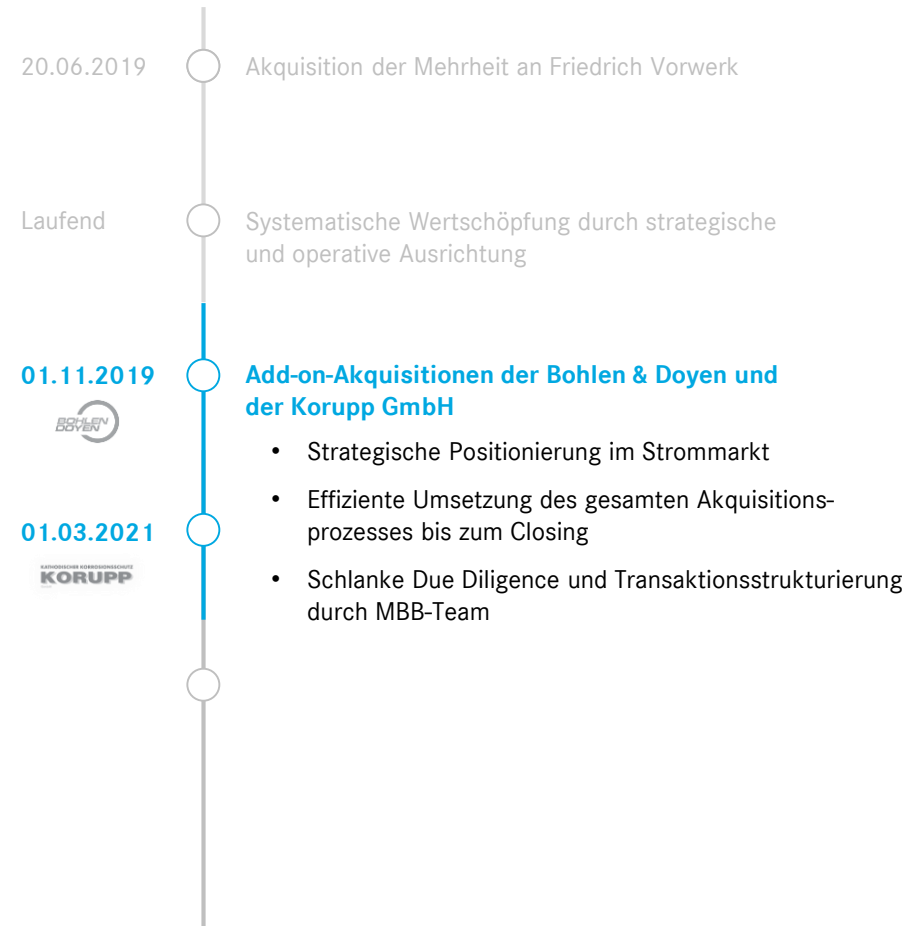 20.06.2019 Akquisition der Mehrheit an Friedrich Vorwerk
Laufend Systematische Wertschöpfung durch strategische
und operative Ausrichtung
01.11.2019 Add-on-Akquisitionen der Bohlen & Doyen und
der Korupp GmbH
BOHLEN
DOYEN
• Strategische Positionierung im Strommarkt
• Effiziente Umsetzung des gesamten Akquisitions-
prozesses bis zum Closing
01.03.2021
KATHODISCHER KORROSIONSSCHUTZ
KORUPP
• Schlanke Due Diligence und Transaktionsstrukturierung
durch MBB-Team